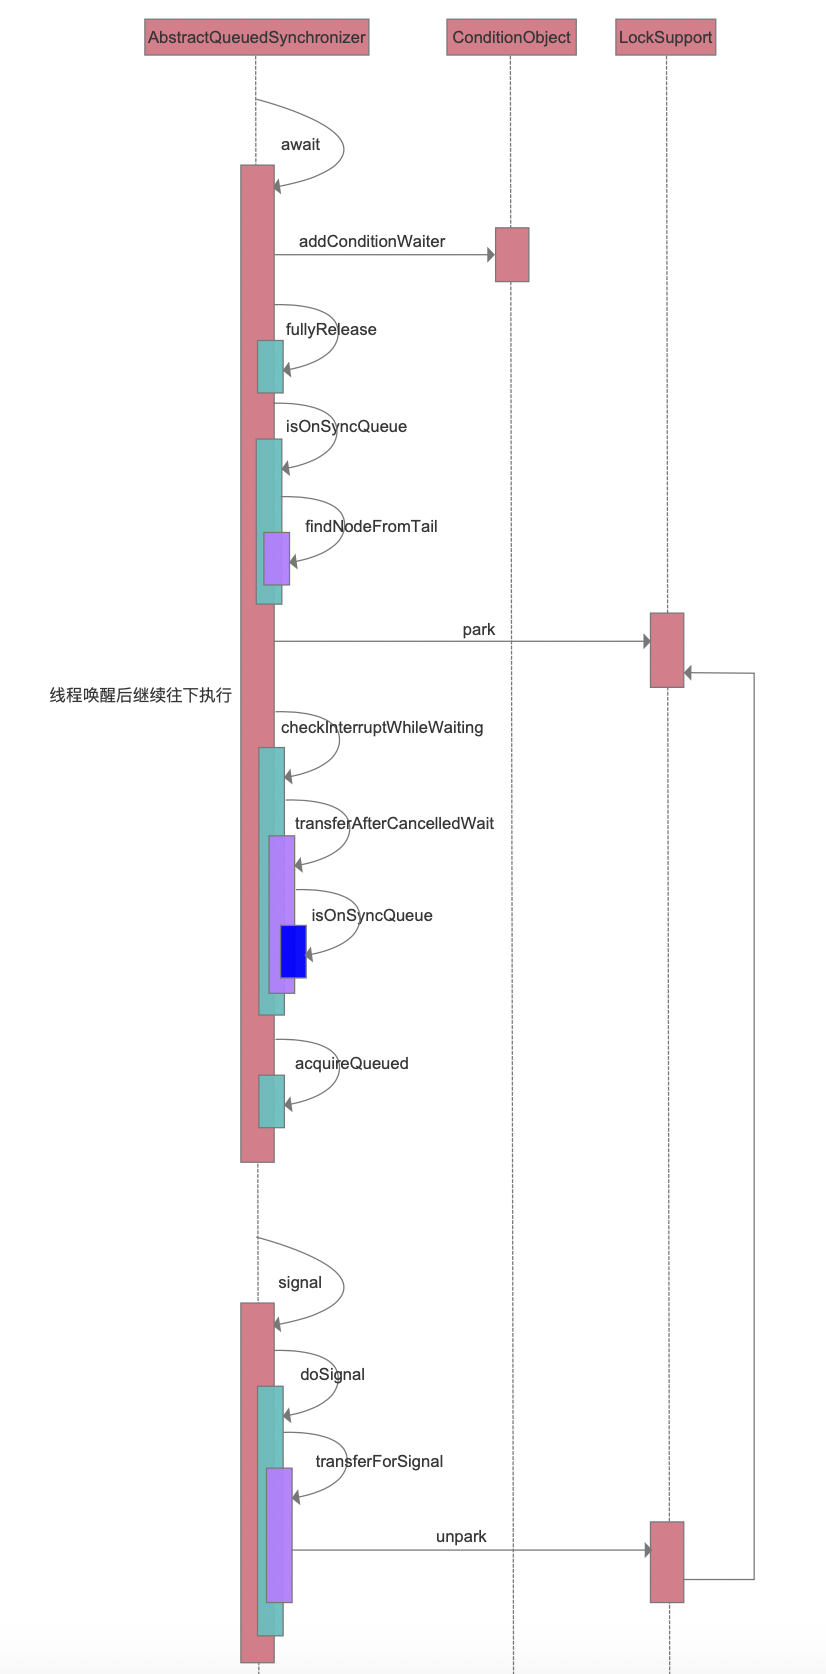 AbstractQueuedSynchronizer
ConditionObject
LockSupport
await
addConditionWaiter
fullyRelease
isOnSyncQueue
findNodeFromTail
park
线程唤醒后继续往下执行
checkInterruptWhileWaiting
transferAfterCancelledWait
isOnSyncQueue
acquireQueued
signal
doSignal
transferForSignal
unpark